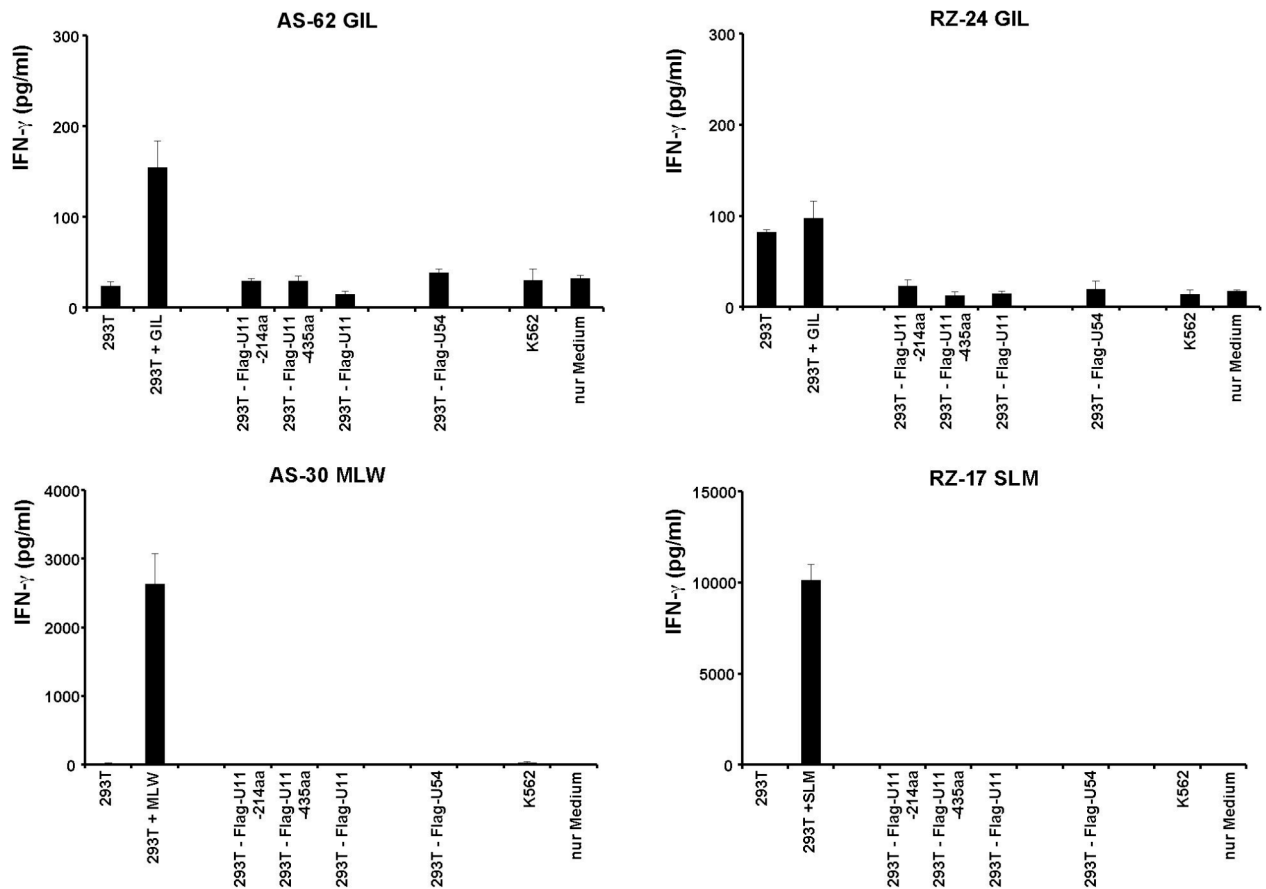 AS-62 GIL
IFN-γ (pg/ml)
300
200
100
0
293T
293T + GIL
293T - Flag-U11
-214aa
293T - Flag-U11
-435aa
293T - Flag-U11
293T - Flag-U54
K562
nur Medium
RZ-24 GIL
IFN-γ (pg/ml)
300
200
100
0
293T
293T + GIL
293T - Flag-U11
-214aa
293T - Flag-U11
-435aa
293T - Flag-U11
293T - Flag-U54
K562
nur Medium
AS-30 MLW
IFN-γ (pg/ml)
4000
3000
2000
1000
0
293T
293T + MLW
293T - Flag-U11
-214aa
293T - Flag-U11
-435aa
293T - Flag-U11
293T - Flag-U54
K562
nur Medium
RZ-17 SLM
IFN-γ (pg/ml)
15000
10000
5000
0
293T
293T +SLM
293T - Flag-U11
-214aa
293T - Flag-U11
-435aa
293T - Flag-U11
293T - Flag-U54
K562
nur Medium